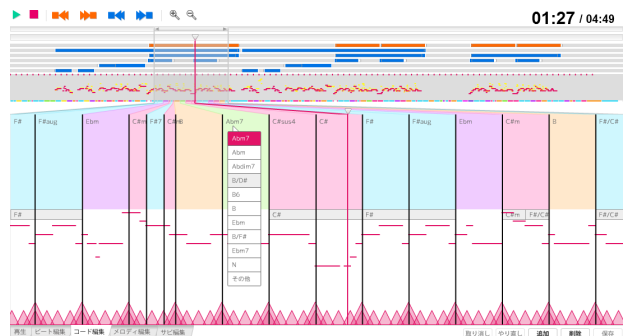 01:27 / 04:49
F# F#aug Ebm C#m F#7 C#m B Abm7 C#sus4 C# F# F#aug Ebm C#m B F#/C#
Abm7
Abm
Abdim7
B/D#
B6
B
Ebm
B/F#
Ebm7
N
その他
F# C# F# C#m F#/C# F#/C#
再生 ビート編集 コード編集 メロディ編集 サビ編集 取り消し やり直し 追加 削除 保存